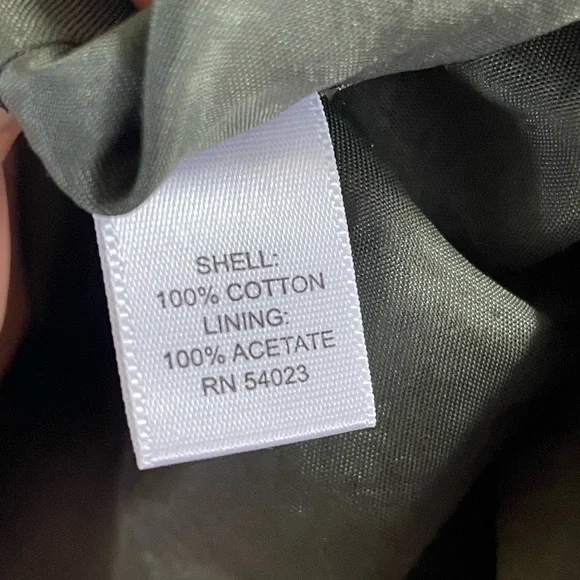 SHELL:
100% COTTON
LINING:
100% ACETATE
RN 54023